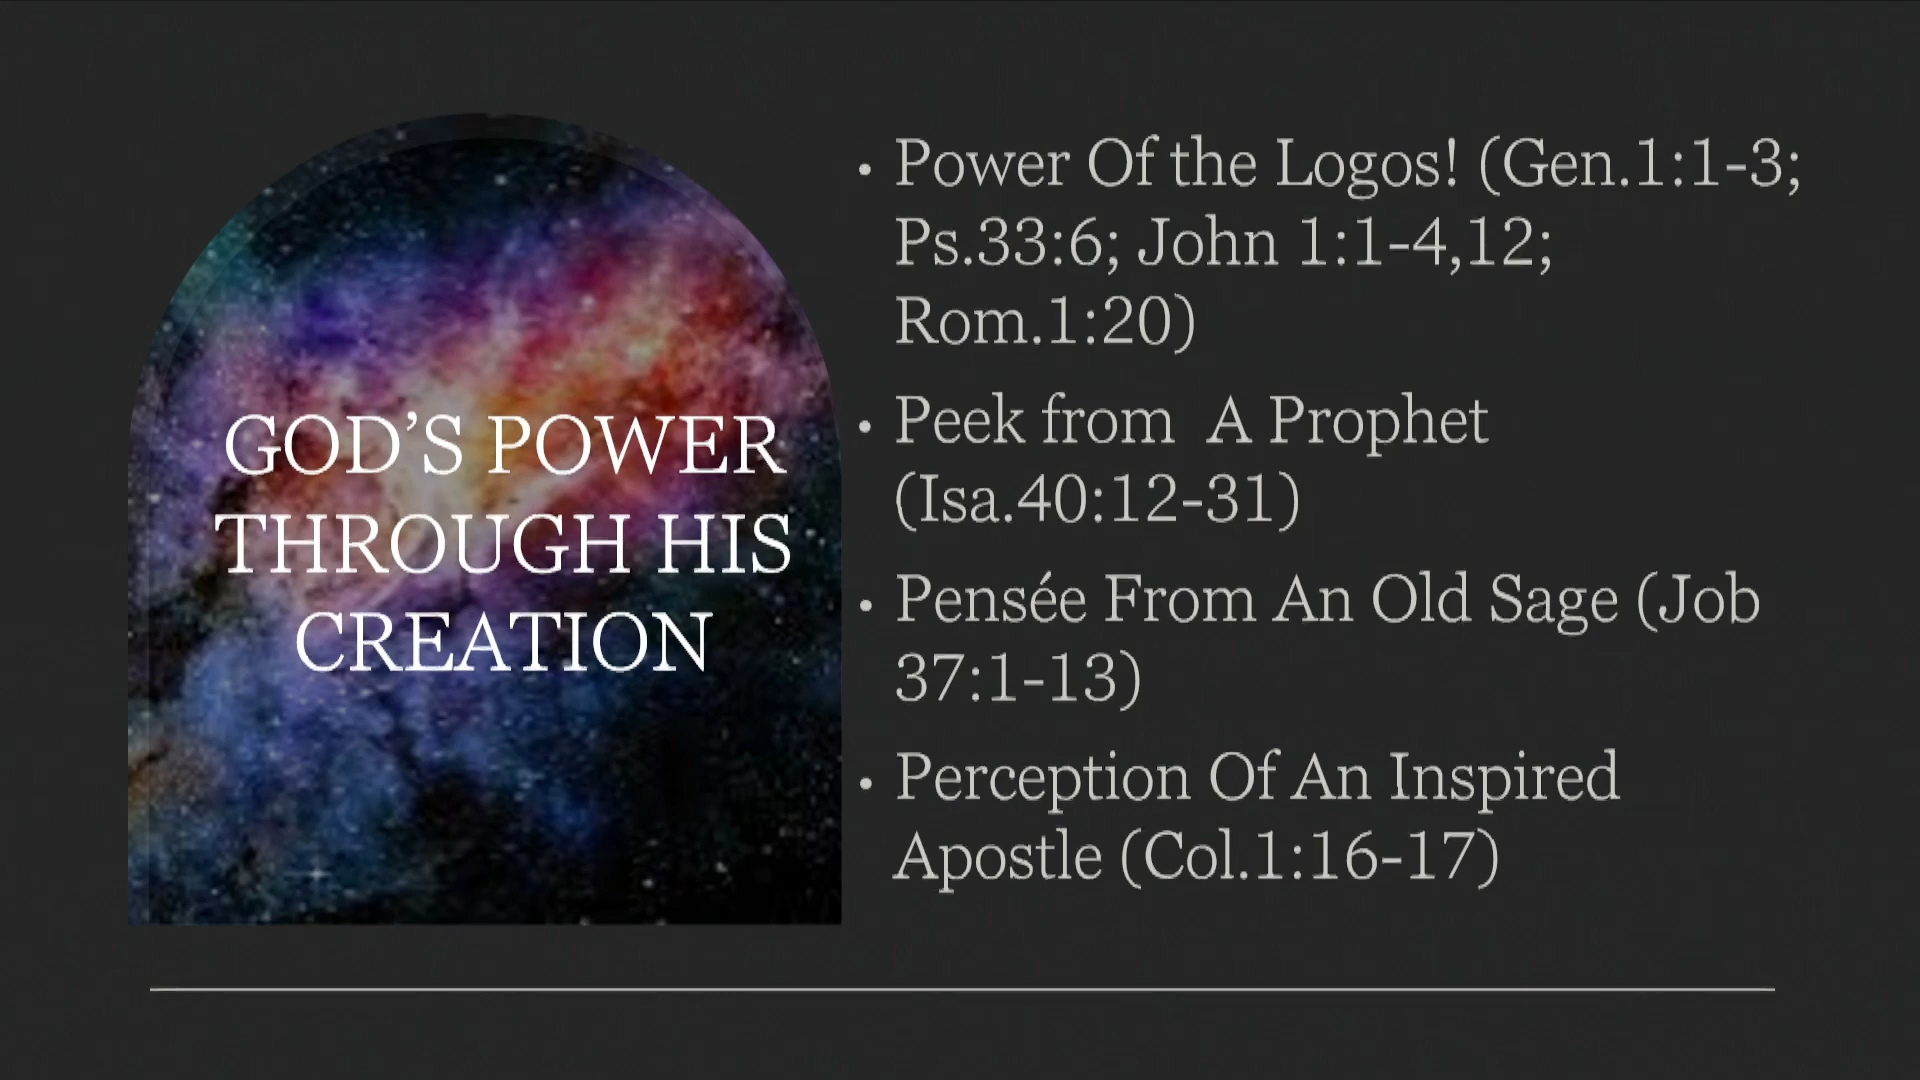 GOD’S POWER
THROUGH HIS
CREATION
• Power Of the Logos! (Gen.1:1-3;
Ps.33:6; John 1:1-4,12;
Rom.1:20)
• Peek from  A Prophet
(Isa.40:12-31)
• Pensée From An Old Sage (Job
37:1-13)
• Perception Of An Inspired
Apostle (Col.1:16-17)